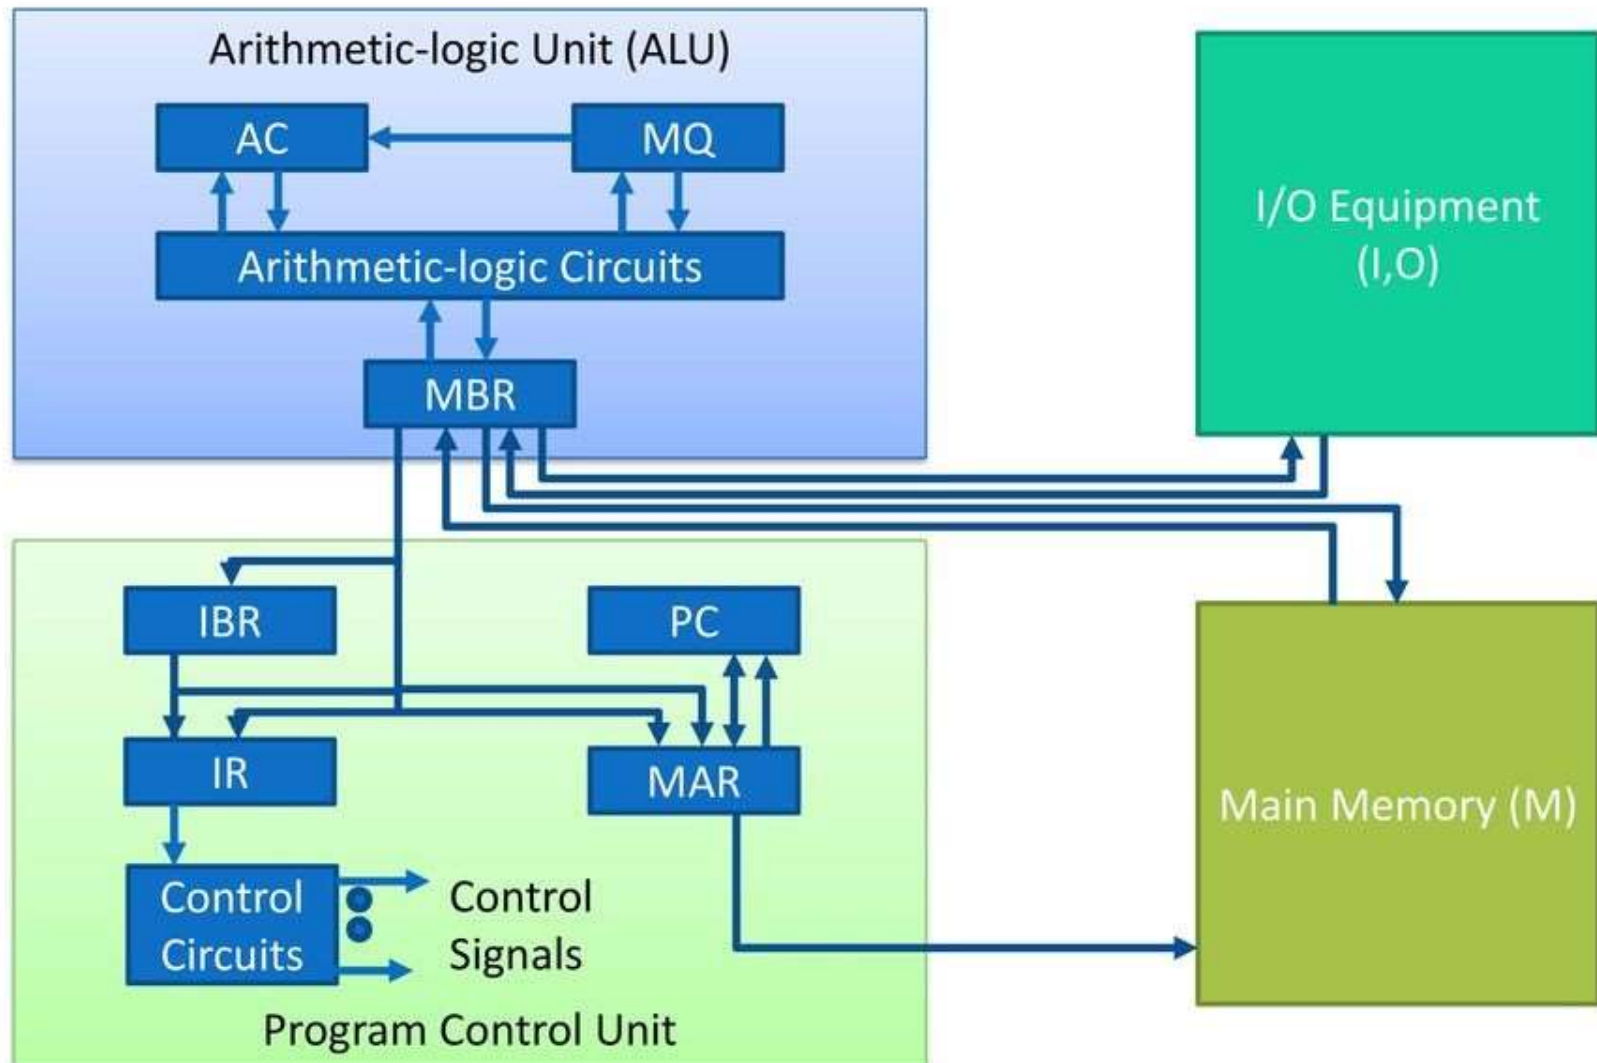 Arithmetic-logic Unit (ALU)
AC
MQ
Arithmetic-logic Circuits
MBR
I/O Equipment
(I,O)
IBR
PC
IR
MAR
Main Memory (M)
Control
Circuits
Control
Signals
Program Control Unit